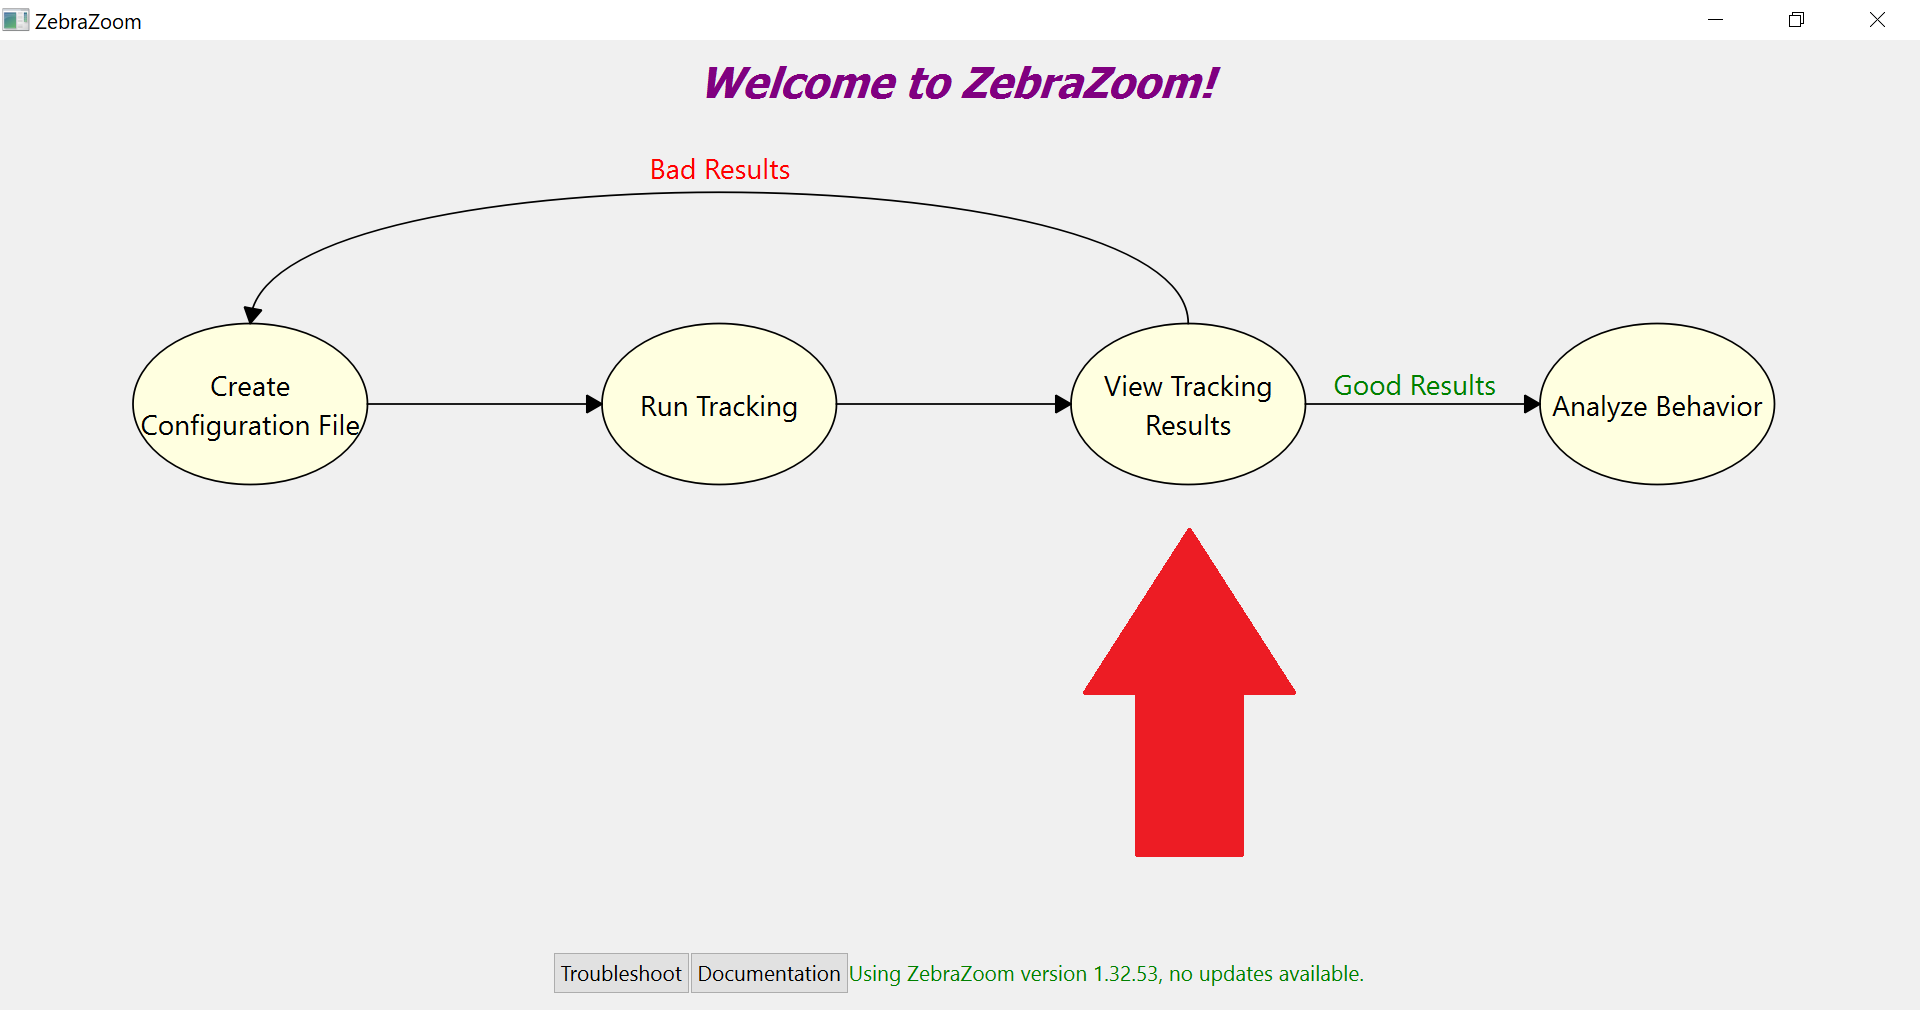 ZebraZoom
Welcome to ZebraZoom!
Bad Results
Create
Configuration File
Run Tracking
View Tracking
Results
Good Results
Analyze Behavior
Troubleshoot
Documentation
Using ZebraZoom version 1.32.53, no updates available.